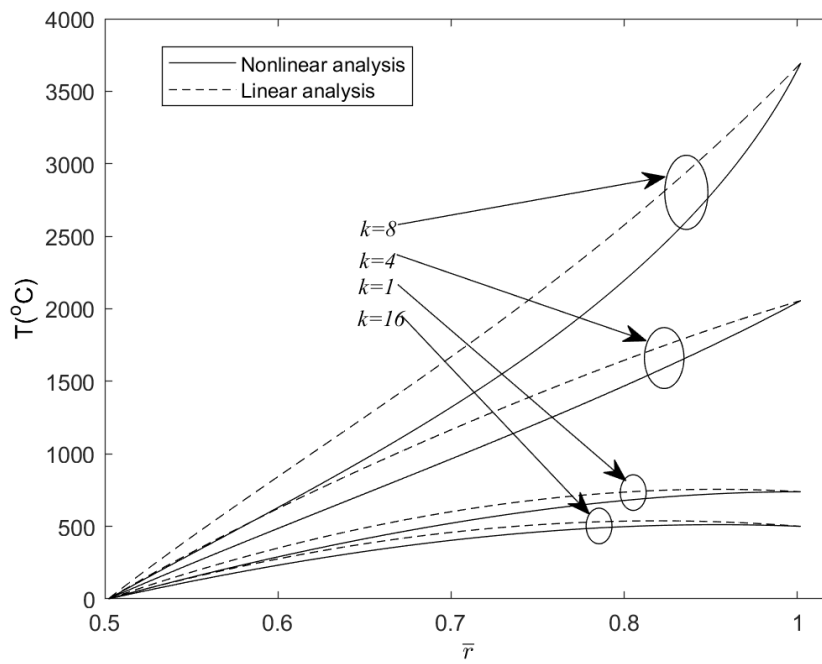 4000
3500
3000
2500
2000
1500
1000
500
0
T(°C)
Nonlinear analysis
Linear analysis
k=8
k=4
k=1
k=16
0.5 0.6 0.7 0.8 0.9 1
r̅